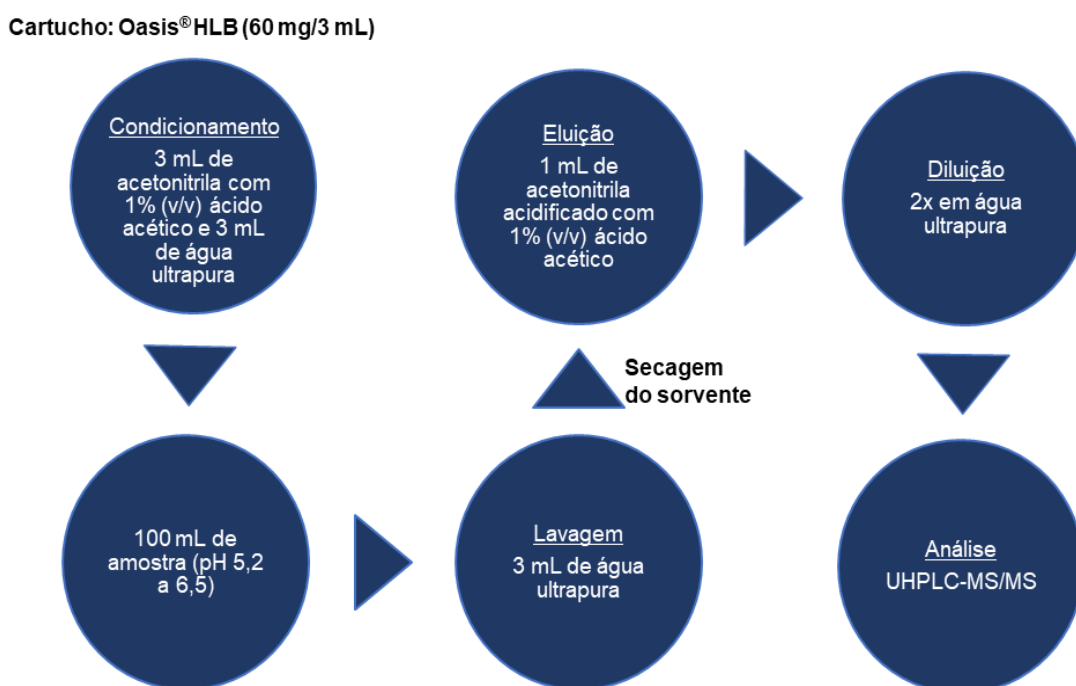 Cartucho: Oasis®HLB (60 mg/3 mL)
Condicionamento
3 mL de
acetonitrila com
1% (v/v) ácido
acético e 3 mL
de água
ultrapura
100 mL de
amostra (pH 5,2
a 6,5)
Lavagem
3 mL de água
ultrapura
Secagem
do sorvente
Eluição
1 mL de
acetonitrila
acidificado com
1% (v/v) ácido
acético
Diluição
2x em água
ultrapura
Análise
UHPLC-MS/MS